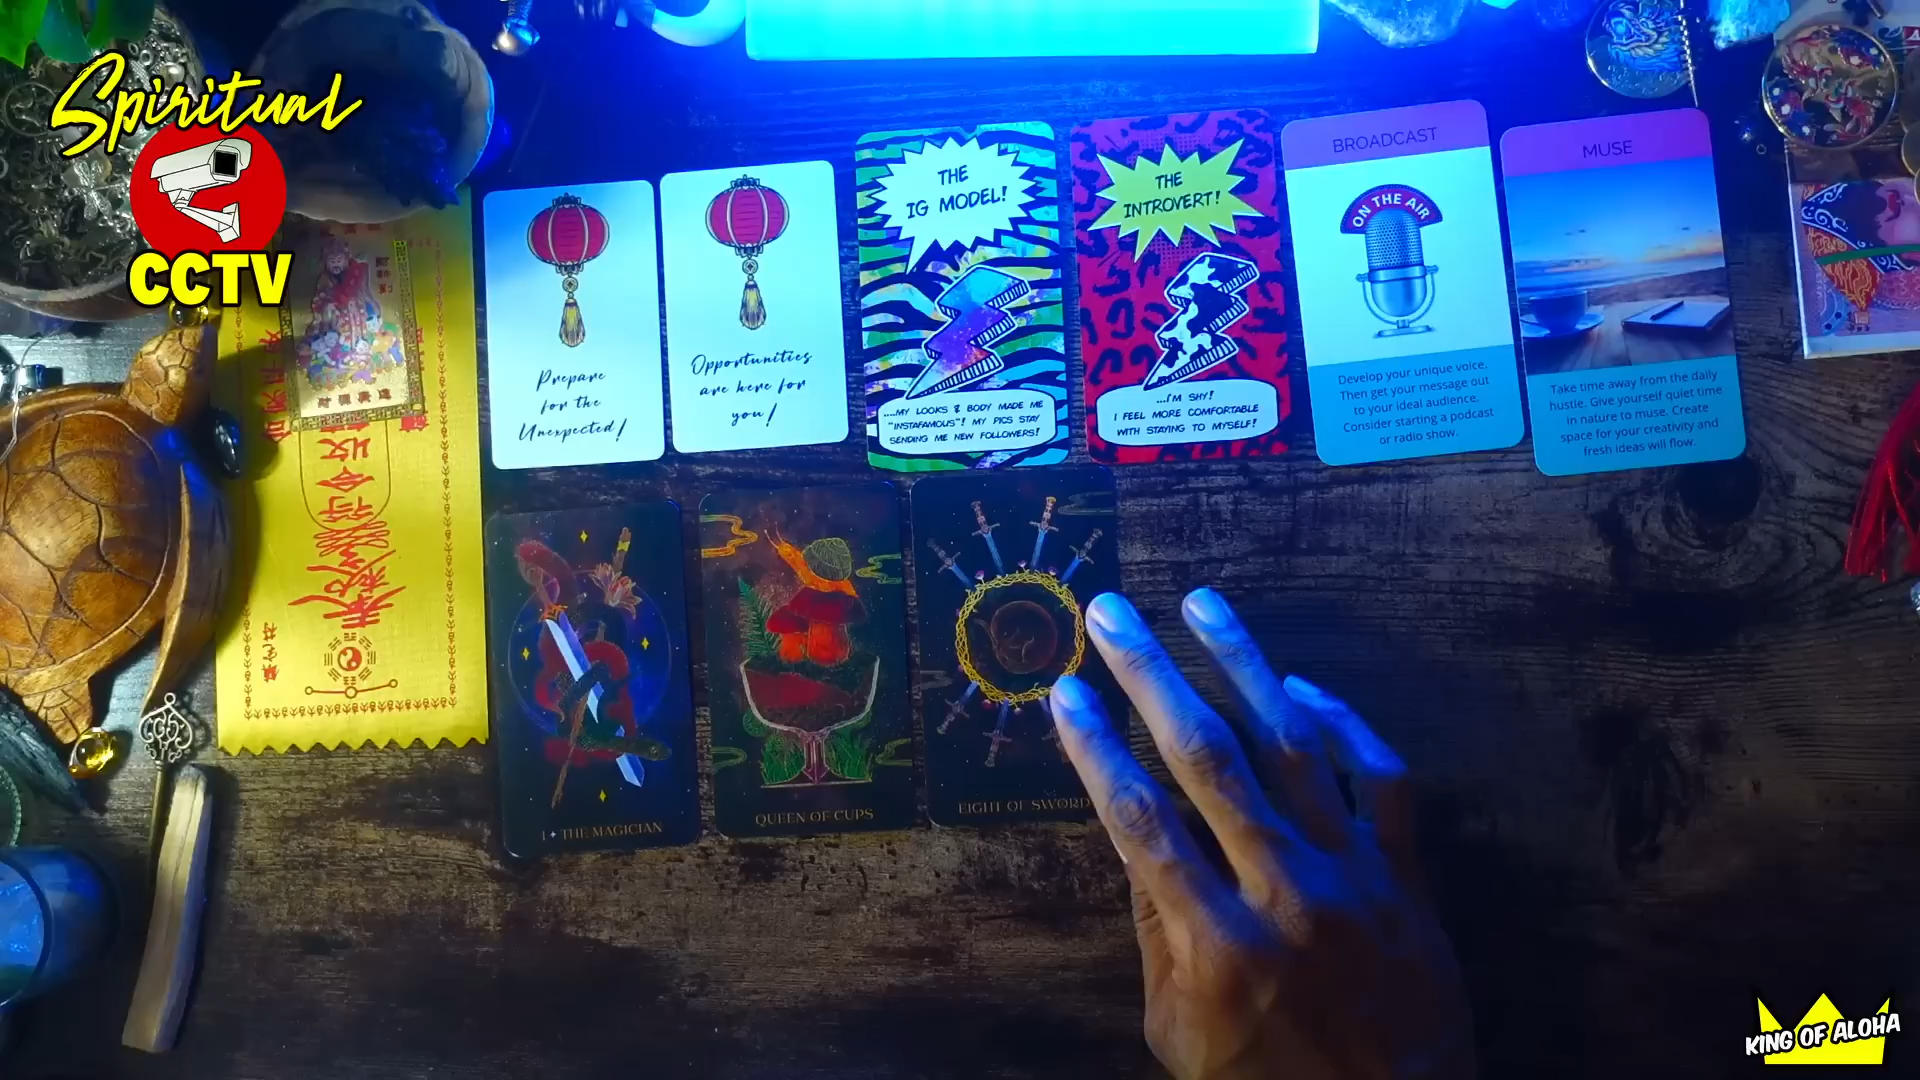 Spiritual
CCTV
Prepare
for the
Unexpected!
Opportunities
are here for
you!
THE
IG MODEL!
....MY LOOKS & BODY MADE ME
"INSTAFAMOUS"! MY PICS STAY
SENDING ME NEW FOLLOWERS!
THE
INTROVERT!
...I'M SHY!
I FEEL MORE COMFORTABLE
WITH STAYING TO MYSELF!
BROADCAST
ON THE AIR
Develop your unique voice.
Then get your message out
to your ideal audience.
Consider starting a podcast
or radio show.
MUSE
Take time away from the daily
hustle. Give yourself quiet time
in nature to muse. Create
space for your creativity and
fresh ideas will flow.
I THE MAGICIAN
QUEEN OF CUPS
EIGHT OF SWORD
KING OF ALOHA